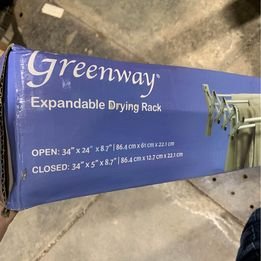 Greenway®
Expandable Drying Rack
OPEN: 34" x 24" x 8.7" | 86.4 cm x 61 cm x 22.1 cm
CLOSED: 34" x 5" x 8.7" | 86.4 cm x 12.7 cm x 22.1 cm